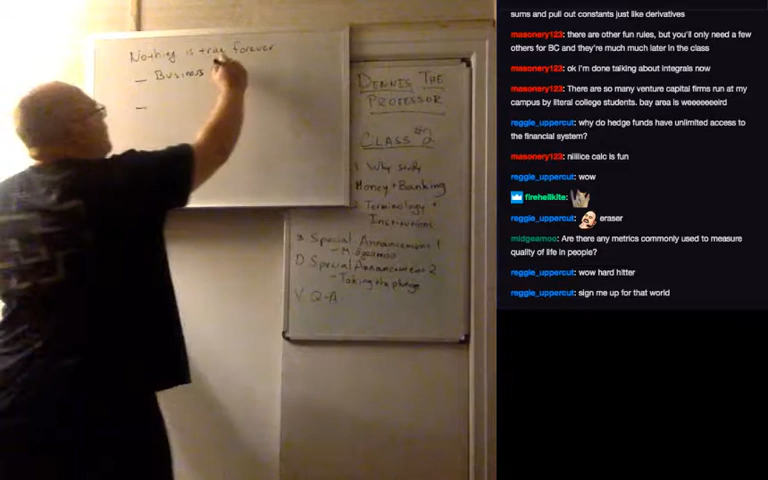 Nothing is true forever
— Business
—
DENNIS THE
PROFESSOR
CLASS
Why study
Money + Banking
Terminology +
Institutions
Special Announcement 1
- Midgeamoo
Special Announcement 2
- Taking the plunge
V Q-A
sums and pull out constants just like derivatives
masonery123: there are other fun rules, but you'll only need a few
others for BC and they're much much later in the class
masonery123: ok I'm done talking about integrals now
masonery123: There are so many venture capital firms run at my
campus by literal college students. bay area is weeeeeeird
reggie_uppercut: why do hedge funds have unlimited access to
the financial system?
masonery123: niiiice calc is fun
reggie_uppercut: wow
firehellkite:
reggie_uppercut: eraser
midgeamoo: Are there any metrics commonly used to measure
quality of life in people?
reggie_uppercut: wow hard hitter
reggie_uppercut: sign me up for that world